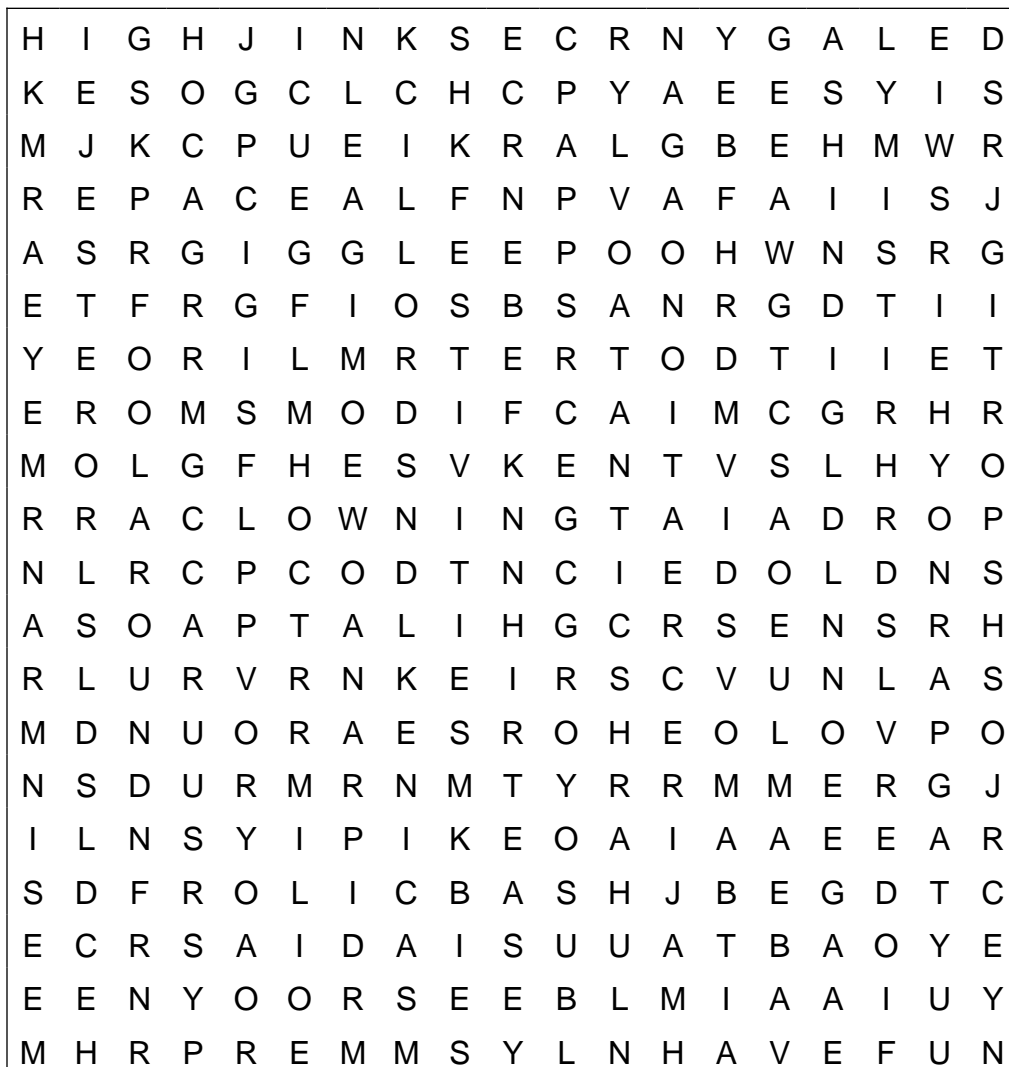 H I G H J I N K S E C R N Y G A L E D
K E S O G C L C H C P Y A E E S Y I S
M J K C P U E I K R A L G B E H M W R
R E P A C E A L F N P V A F A I I S J
A S R G I G G L E E P O O H W N S R G
E T F R G F I O S B S A N R G D T I I
Y E O R I L M R T E R T O D T I I E T
E R O M S M O D I F C A I M C G R H R
M O L G F H E S V K E N T V S L H Y O
R R A C L O W N I N G T A I A D R O P
N L R C P C O D T N C I E D O L D N S
A S O A P T A L I H G C R S E N S R H
R L U R V R N K E I R S C V U N L A S
M D N U O R A E S R O H E O L O V P O
N S D U R M R N M T Y R R M M E R G J
I L N S Y I P I K E O A I A A E E A R
S D F R O L I C B A S H J B E G D T C
E C R S A I D A I S U U A T B A O Y E
E E N Y O O R S E E B L M I A A I U Y
M H R P R E M M S Y L N H A V E F U N